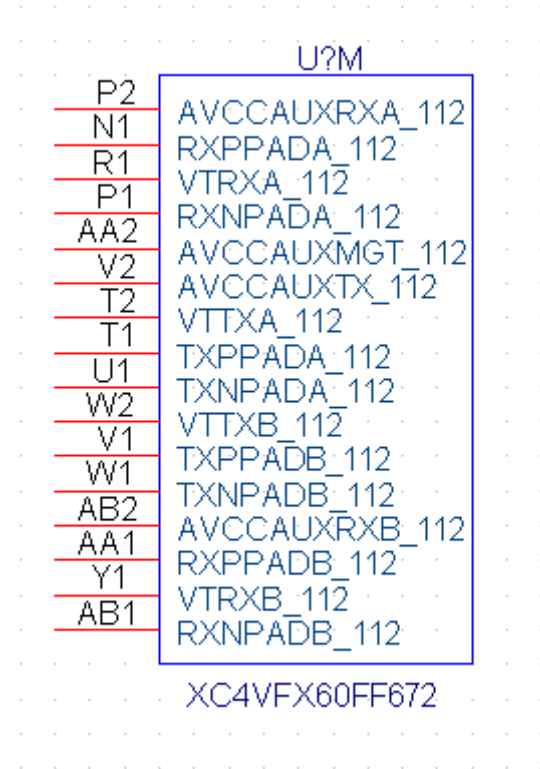 U?M
P2 AVCCAUXRXA_112
N1 RXPPADA_112
R1 VTRXA_112
P1 RXNPADA_112
AA2 AVCCAUXMGT_112
V2 AVCCAUXTX_112
T2 VTTXA_112
T1 TXPPADA_112
U1 TXNPADA_112
W2 VTTXB_112
V1 TXPPADB_112
W1 TXNPADB_112
AB2 AVCCAUXRXB_112
AA1 RXPPADB_112
Y1 VTRXB_112
AB1 RXNPADB_112
XC4VFX60FF672